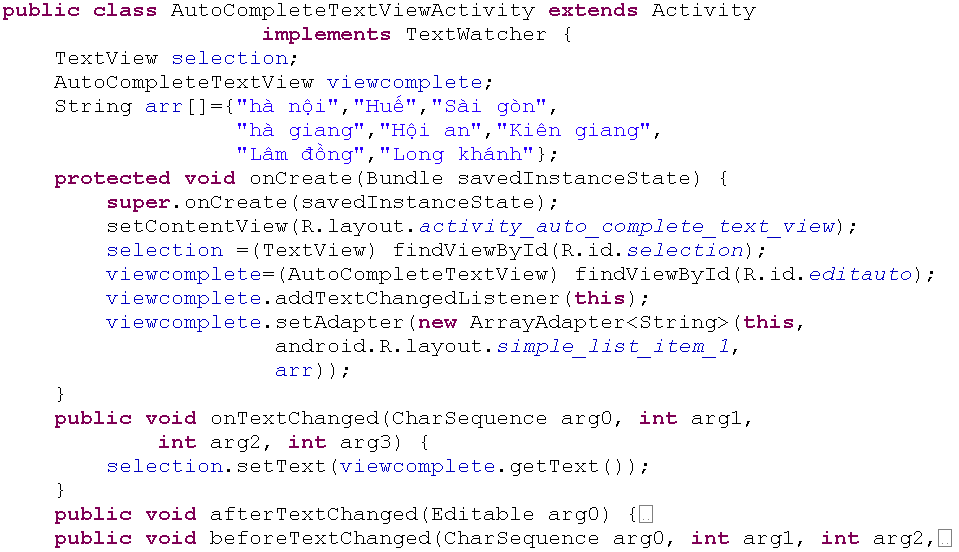 public class AutoCompleteTextViewActivity extends Activity
implements TextWatcher {
TextView selection;
AutoCompleteTextView viewcomplete;
String arr[]={"hà nội","Huế","Sài gòn",
"hà giang","Hội an","Kiên giang",
"Lâm đồng","Long khánh"};
protected void onCreate(Bundle savedInstanceState) {
super.onCreate(savedInstanceState);
setContentView(R.layout.activity_auto_complete_text_view);
selection =(TextView) findViewById(R.id.selection);
viewcomplete=(AutoCompleteTextView) findViewById(R.id.editauto);
viewcomplete.addTextChangedListener(this);
viewcomplete.setAdapter(new ArrayAdapter<String>(this,
android.R.layout.simple_list_item_1,
arr));
}
public void onTextChanged(CharSequence arg0, int arg1,
int arg2, int arg3) {
selection.setText(viewcomplete.getText());
}
public void afterTextChanged(Editable arg0) {
public void beforeTextChanged(CharSequence arg0, int arg1, int arg2,